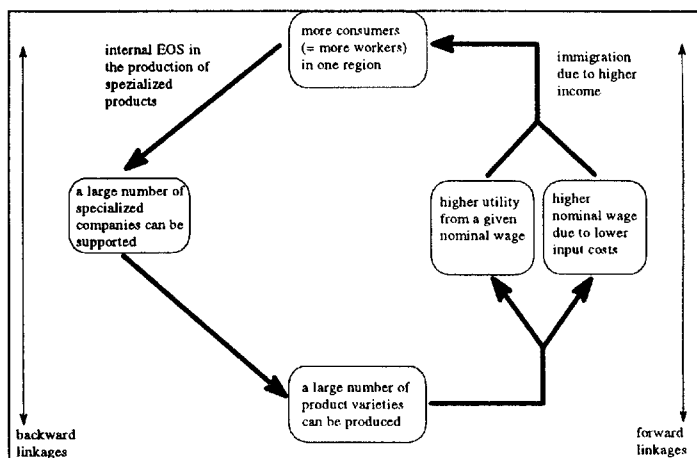 more consumers
(= more workers)
in one region
internal EOS in
the production of
spezialized
products
immigration
due to higher
income
a large number of
specialized
companies can be
supported
higher utility
from a given
nominal wage
higher
nominal wage
due to lower
input costs
a large number of
product varieties
can be produced
backward
linkages
forward
linkages